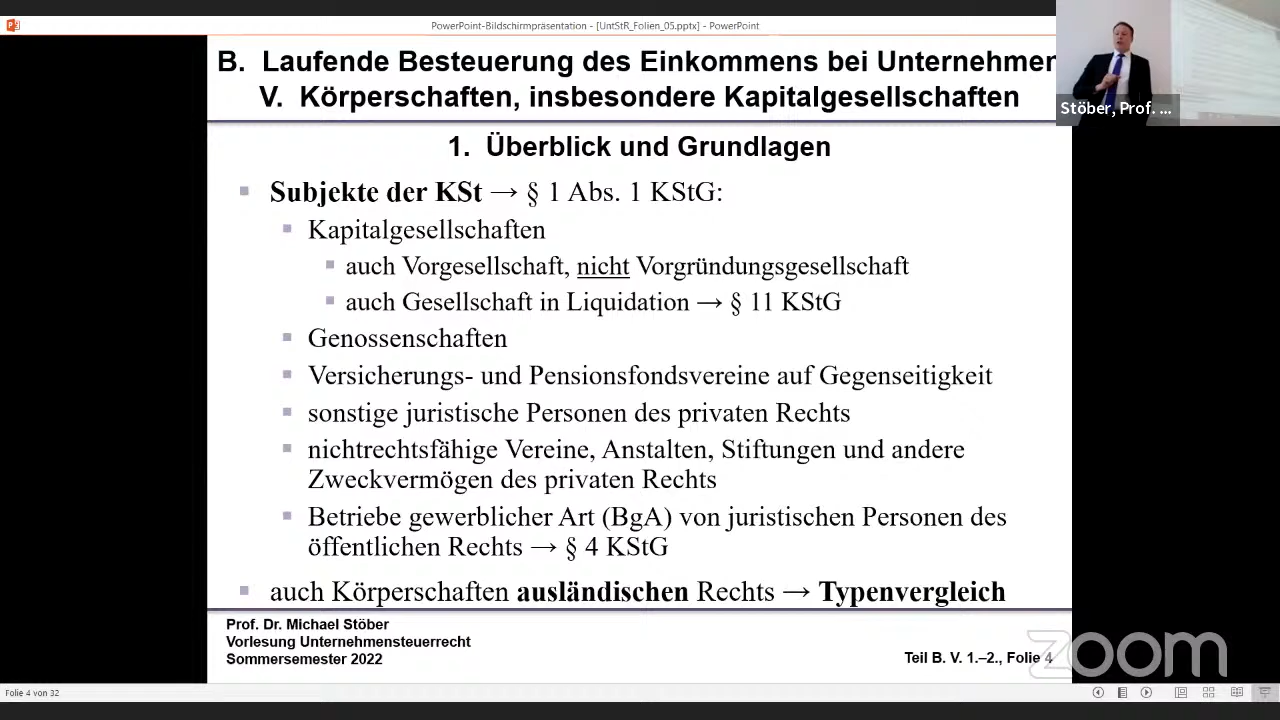 PowerPoint-Bildschirmpräsentation - [UntStR_Folien_05.pptx] - PowerPoint
B. Laufende Besteuerung des Einkommens bei Unternehmen
V. Körperschaften, insbesondere Kapitalgesellschaften
Stöber, Prof. ...
1. Überblick und Grundlagen
Subjekte der KSt → § 1 Abs. 1 KStG:
Kapitalgesellschaften
auch Vorgesellschaft, nicht Vorgründungsgesellschaft
auch Gesellschaft in Liquidation → § 11 KStG
Genossenschaften
Versicherungs- und Pensionsfondsvereine auf Gegenseitigkeit
sonstige juristische Personen des privaten Rechts
nichtrechtsfähige Vereine, Anstalten, Stiftungen und andere
Zweckvermögen des privaten Rechts
Betriebe gewerblicher Art (BgA) von juristischen Personen des
öffentlichen Rechts → § 4 KStG
auch Körperschaften ausländischen Rechts → Typenvergleich
Prof. Dr. Michael Stöber
Vorlesung Unternehmensteuerrecht
Sommersemester 2022
Teil B. V. 1.–2., Folie 4
zoom
Folie 4 von 32